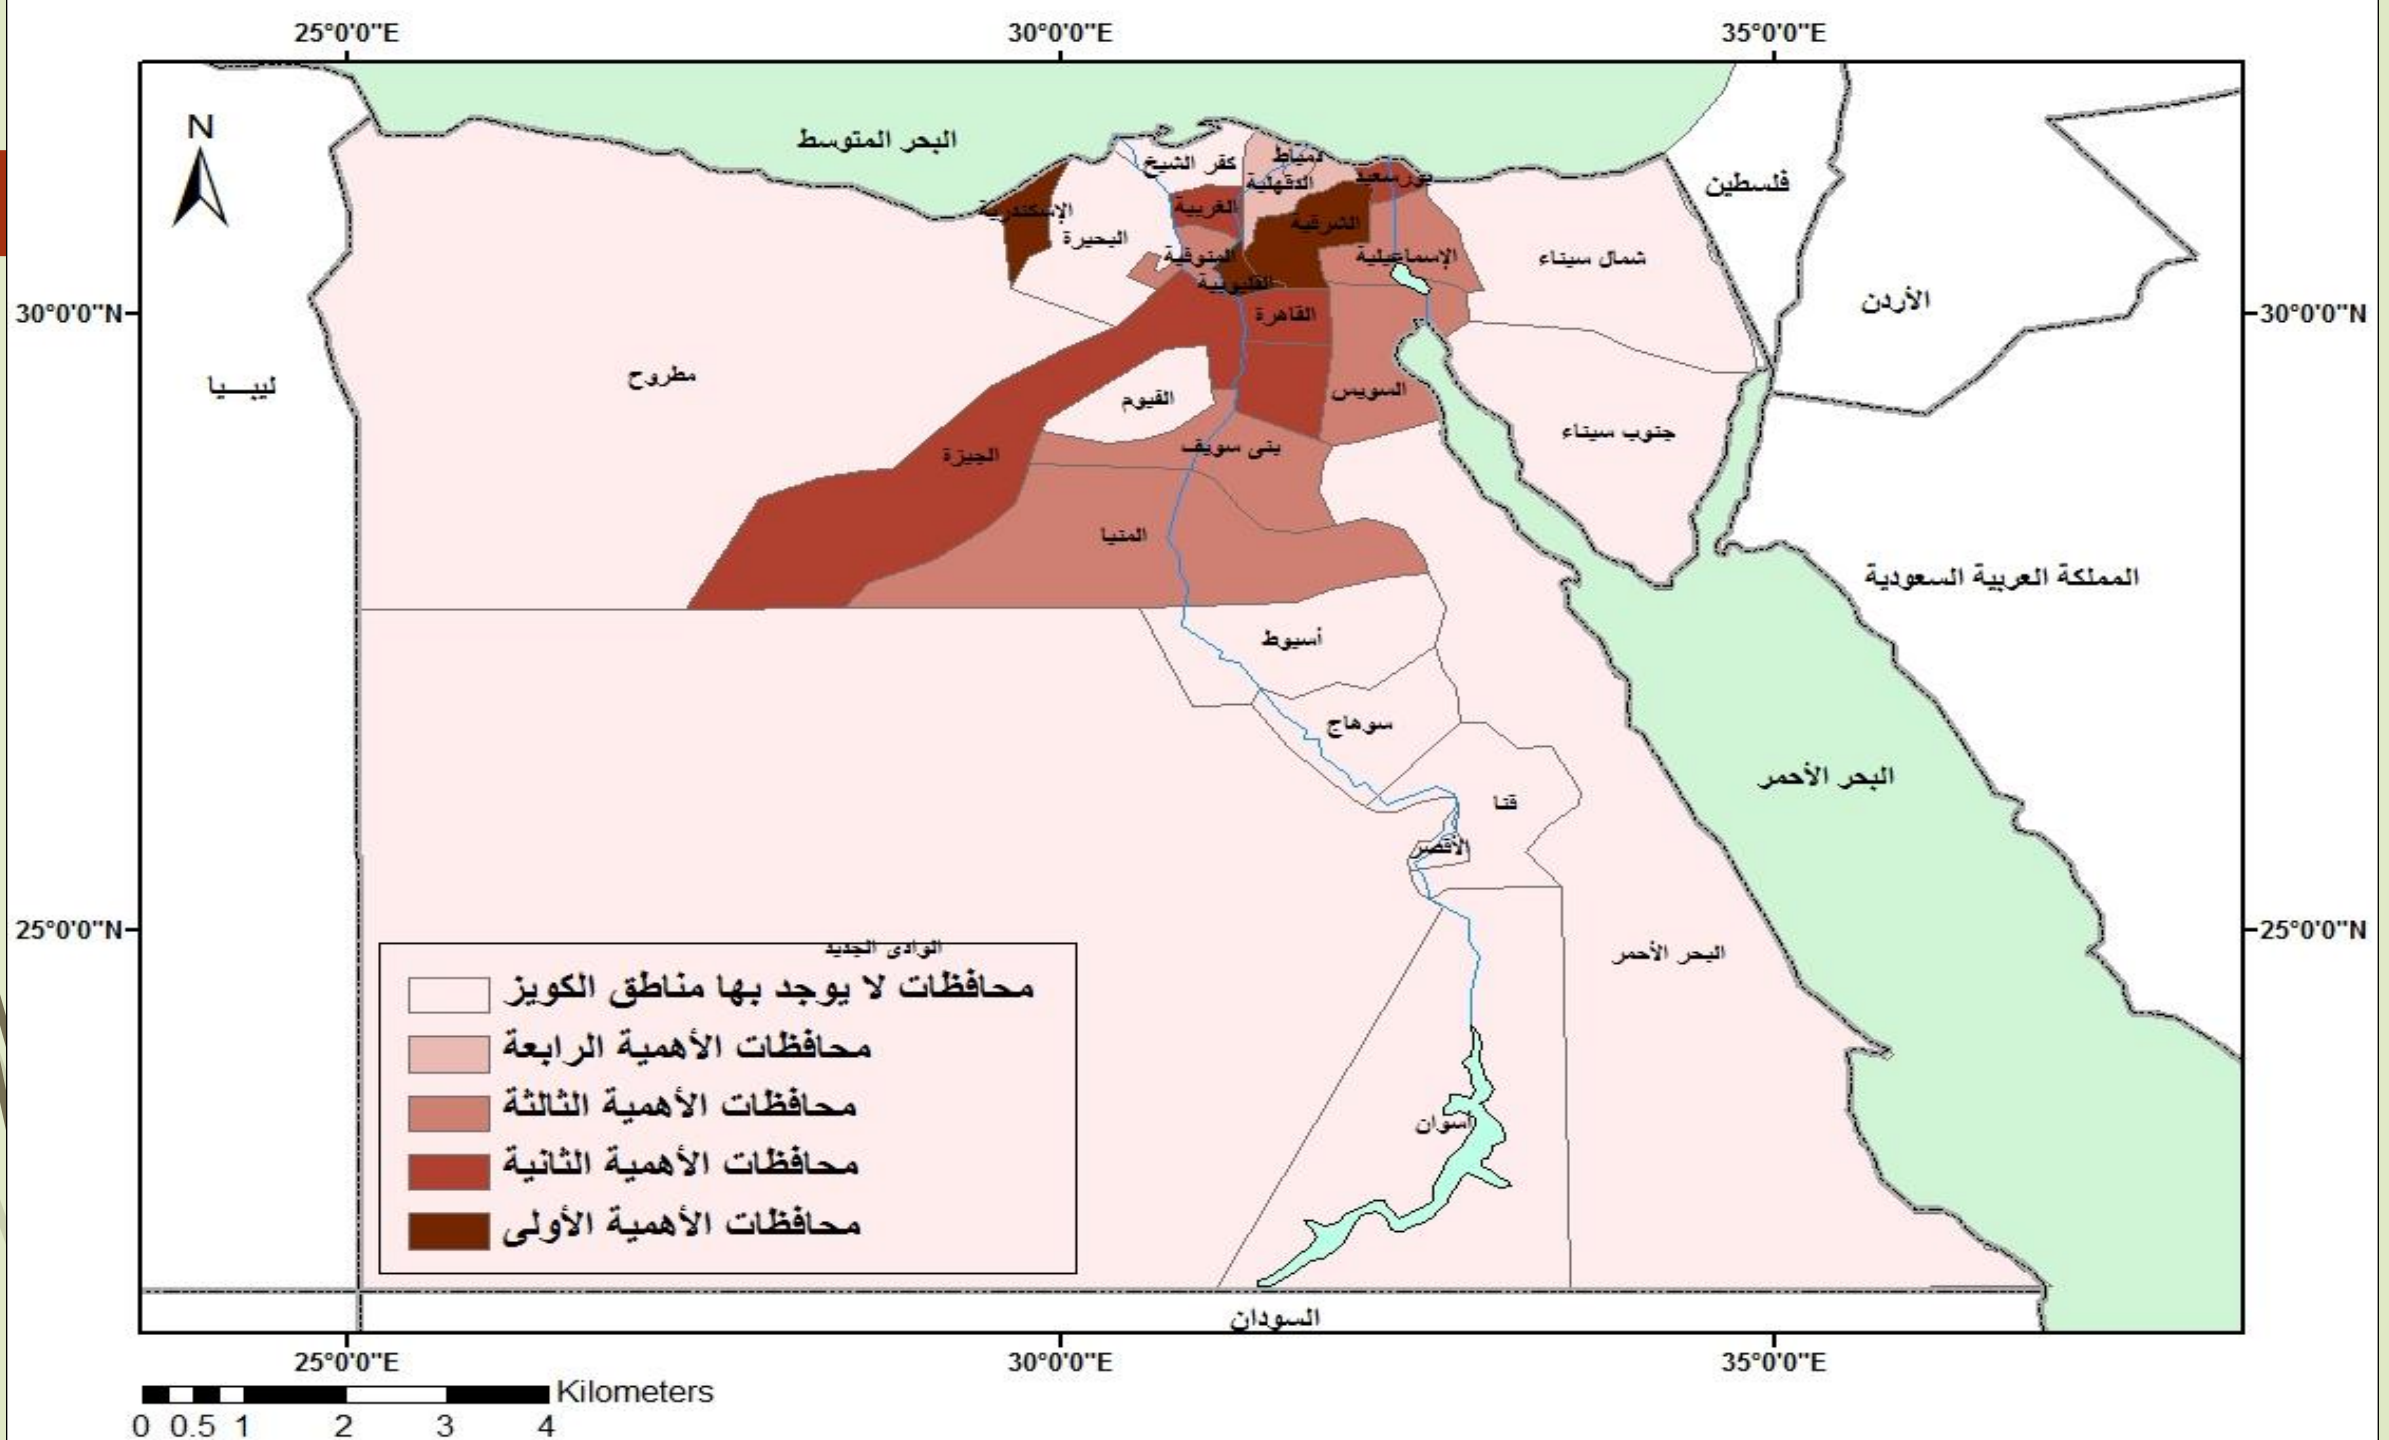 25°0'0"E
30°0'0"E
35°0'0"E
N
البحر المتوسط
دمياط
كفر الشيخ
الدقهلية
بورسعيد
فلسطين
الغربية
الإسكندرية
الشرقية
البحيرة
المنوفية
الإسماعيلية
شمال سيناء
القليوبية
الأردن
30°0'0"N
30°0'0"N
القاهرة
ليبـــيا
مطروح
الفيوم
السويس
جنوب سيناء
بنى سويف
الجيزة
المنيا
المملكة العربية السعودية
أسيوط
سوهاج
البحر الأحمر
قنا
الأقصر
25°0'0"N
25°0'0"N
الوادى الجديد
البحر الأحمر
محافظات لا يوجد بها مناطق الكويز
محافظات الأهمية الرابعة
محافظات الأهمية الثالثة
محافظات الأهمية الثانية
محافظات الأهمية الأولى
أسوان
السودان
25°0'0"E
30°0'0"E
35°0'0"E
Kilometers
0 0.5 1 2 3 4